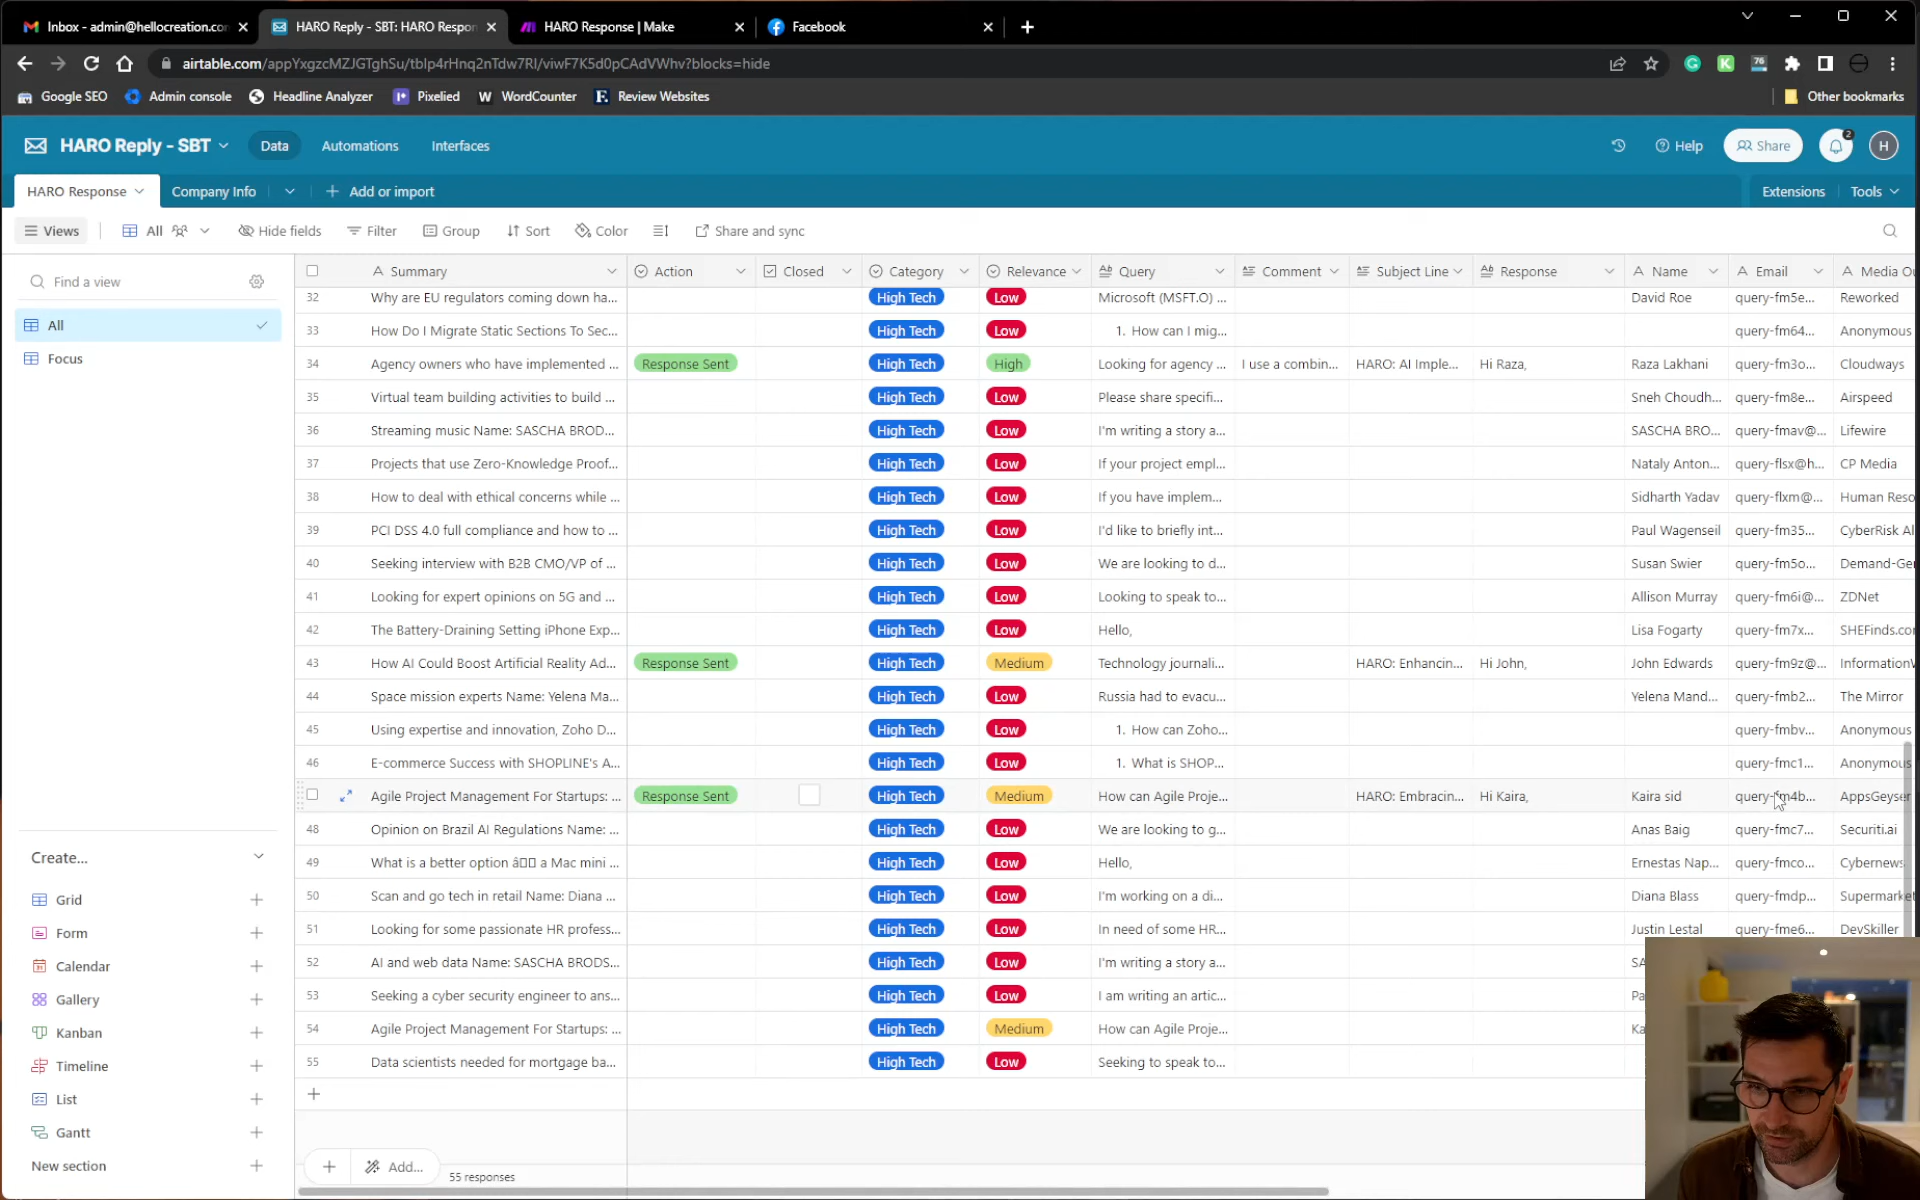 Inbox - admin@hellocreation.con
HARO Reply - SBT: HARO Respon
HARO Response | Make
Facebook
airtable.com/appYxgzcMZJGTghSu/tblp4rHnq2nTdw7RI/viwF7K5d0pCAdVWhv?blocks=hide
76
Google SEO
Admin console
Headline Analyzer
Pixelied
WordCounter
Review Websites
Other bookmarks
HARO Reply - SBT
Data
Automations
Interfaces
Help
Share
2
H
HARO Response
Company Info
Add or import
Extensions
Tools
Views
All
Hide fields
Filter
Group
Sort
Color
Share and sync
Find a view
All
Focus
Create...
Grid
Form
Calendar
Gallery
Kanban
Timeline
List
Gantt
New section
Summary Action Closed Category Relevance Query Comment Subject Line Response Name Email Media Ou
32 Why are EU regulators coming down ha... High Tech Low Microsoft (MSFT.O) ... David Roe query-fm5e... Reworked
33 How Do I Migrate Static Sections To Sec... High Tech Low 1. How can I mig... query-fm64... Anonymous
34 Agency owners who have implemented ... Response Sent High Tech High Looking for agency ... I use a combin... HARO: AI Imple... Hi Raza, Raza Lakhani query-fm3o... Cloudways
35 Virtual team building activities to build ... High Tech Low Please share specifi... Sneh Choudh... query-fm8e... Airspeed
36 Streaming music Name: SASCHA BROD... High Tech Low I'm writing a story a... SASCHA BRO... query-fmav@... Lifewire
37 Projects that use Zero-Knowledge Proof... High Tech Low If your project empl... Nataly Anton... query-flsx@h... CP Media
38 How to deal with ethical concerns while ... High Tech Low If you have implem... Sidharth Yadav query-flxm@... Human Reso
39 PCI DSS 4.0 full compliance and how to ... High Tech Low I'd like to briefly int... Paul Wagenseil query-fm35... CyberRisk Al
40 Seeking interview with B2B CMO/VP of ... High Tech Low We are looking to d... Susan Swier query-fm5o... Demand-Ge
41 Looking for expert opinions on 5G and ... High Tech Low Looking to speak to... Allison Murray query-fm6i@... ZDNet
42 The Battery-Draining Setting iPhone Exp... High Tech Low Hello, Lisa Fogarty query-fm7x... SHEFinds.co
43 How AI Could Boost Artificial Reality Ad... Response Sent High Tech Medium Technology journali... HARO: Enhancin... Hi John, John Edwards query-fm9z@... Information
44 Space mission experts Name: Yelena Ma... High Tech Low Russia had to evacu... Yelena Mand... query-fmb2... The Mirror
45 Using expertise and innovation, Zoho D... High Tech Low 1. How can Zoho... query-fmbv... Anonymous
46 E-commerce Success with SHOPLINE's A... High Tech Low 1. What is SHOP... query-fmc1... Anonymous
Agile Project Management For Startups: ... Response Sent High Tech Medium How can Agile Proje... HARO: Embracin... Hi Kaira, Kaira sid query-fm4b... AppsGeyser
48 Opinion on Brazil AI Regulations Name: ... High Tech Low We are looking to g... Anas Baig query-fmc7... Securiti.ai
49 What is a better option â a Mac mini ... High Tech Low Hello, Ernestas Nap... query-fmco... Cybernews
50 Scan and go tech in retail Name: Diana ... High Tech Low I'm working on a di... Diana Blass query-fmdp... Supermarket
51 Looking for some passionate HR profess... High Tech Low In need of some HR... Justin Lestal query-fme6... DevSkiller
52 AI and web data Name: SASCHA BRODS... High Tech Low I'm writing a story a... SA
53 Seeking a cyber security engineer to ans... High Tech Low I am writing an artic... Pa
54 Agile Project Management For Startups: ... High Tech Medium How can Agile Proje... Ka
55 Data scientists needed for mortgage ba... High Tech Low Seeking to speak to...
Add...
55 responses